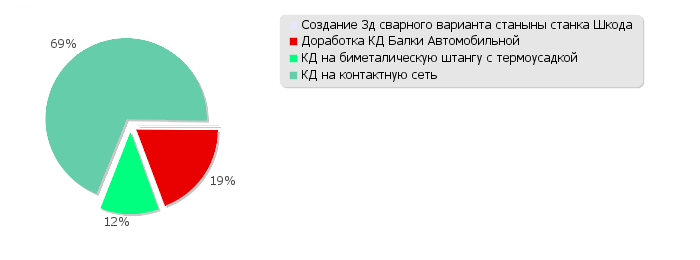 Создание 3д сварного варианта станыны станка Шкода
Доработка КД Балки Автомобильной
КД на биметалическую штангу с термоусадкой
КД на контактную сеть
69%
19%
12%